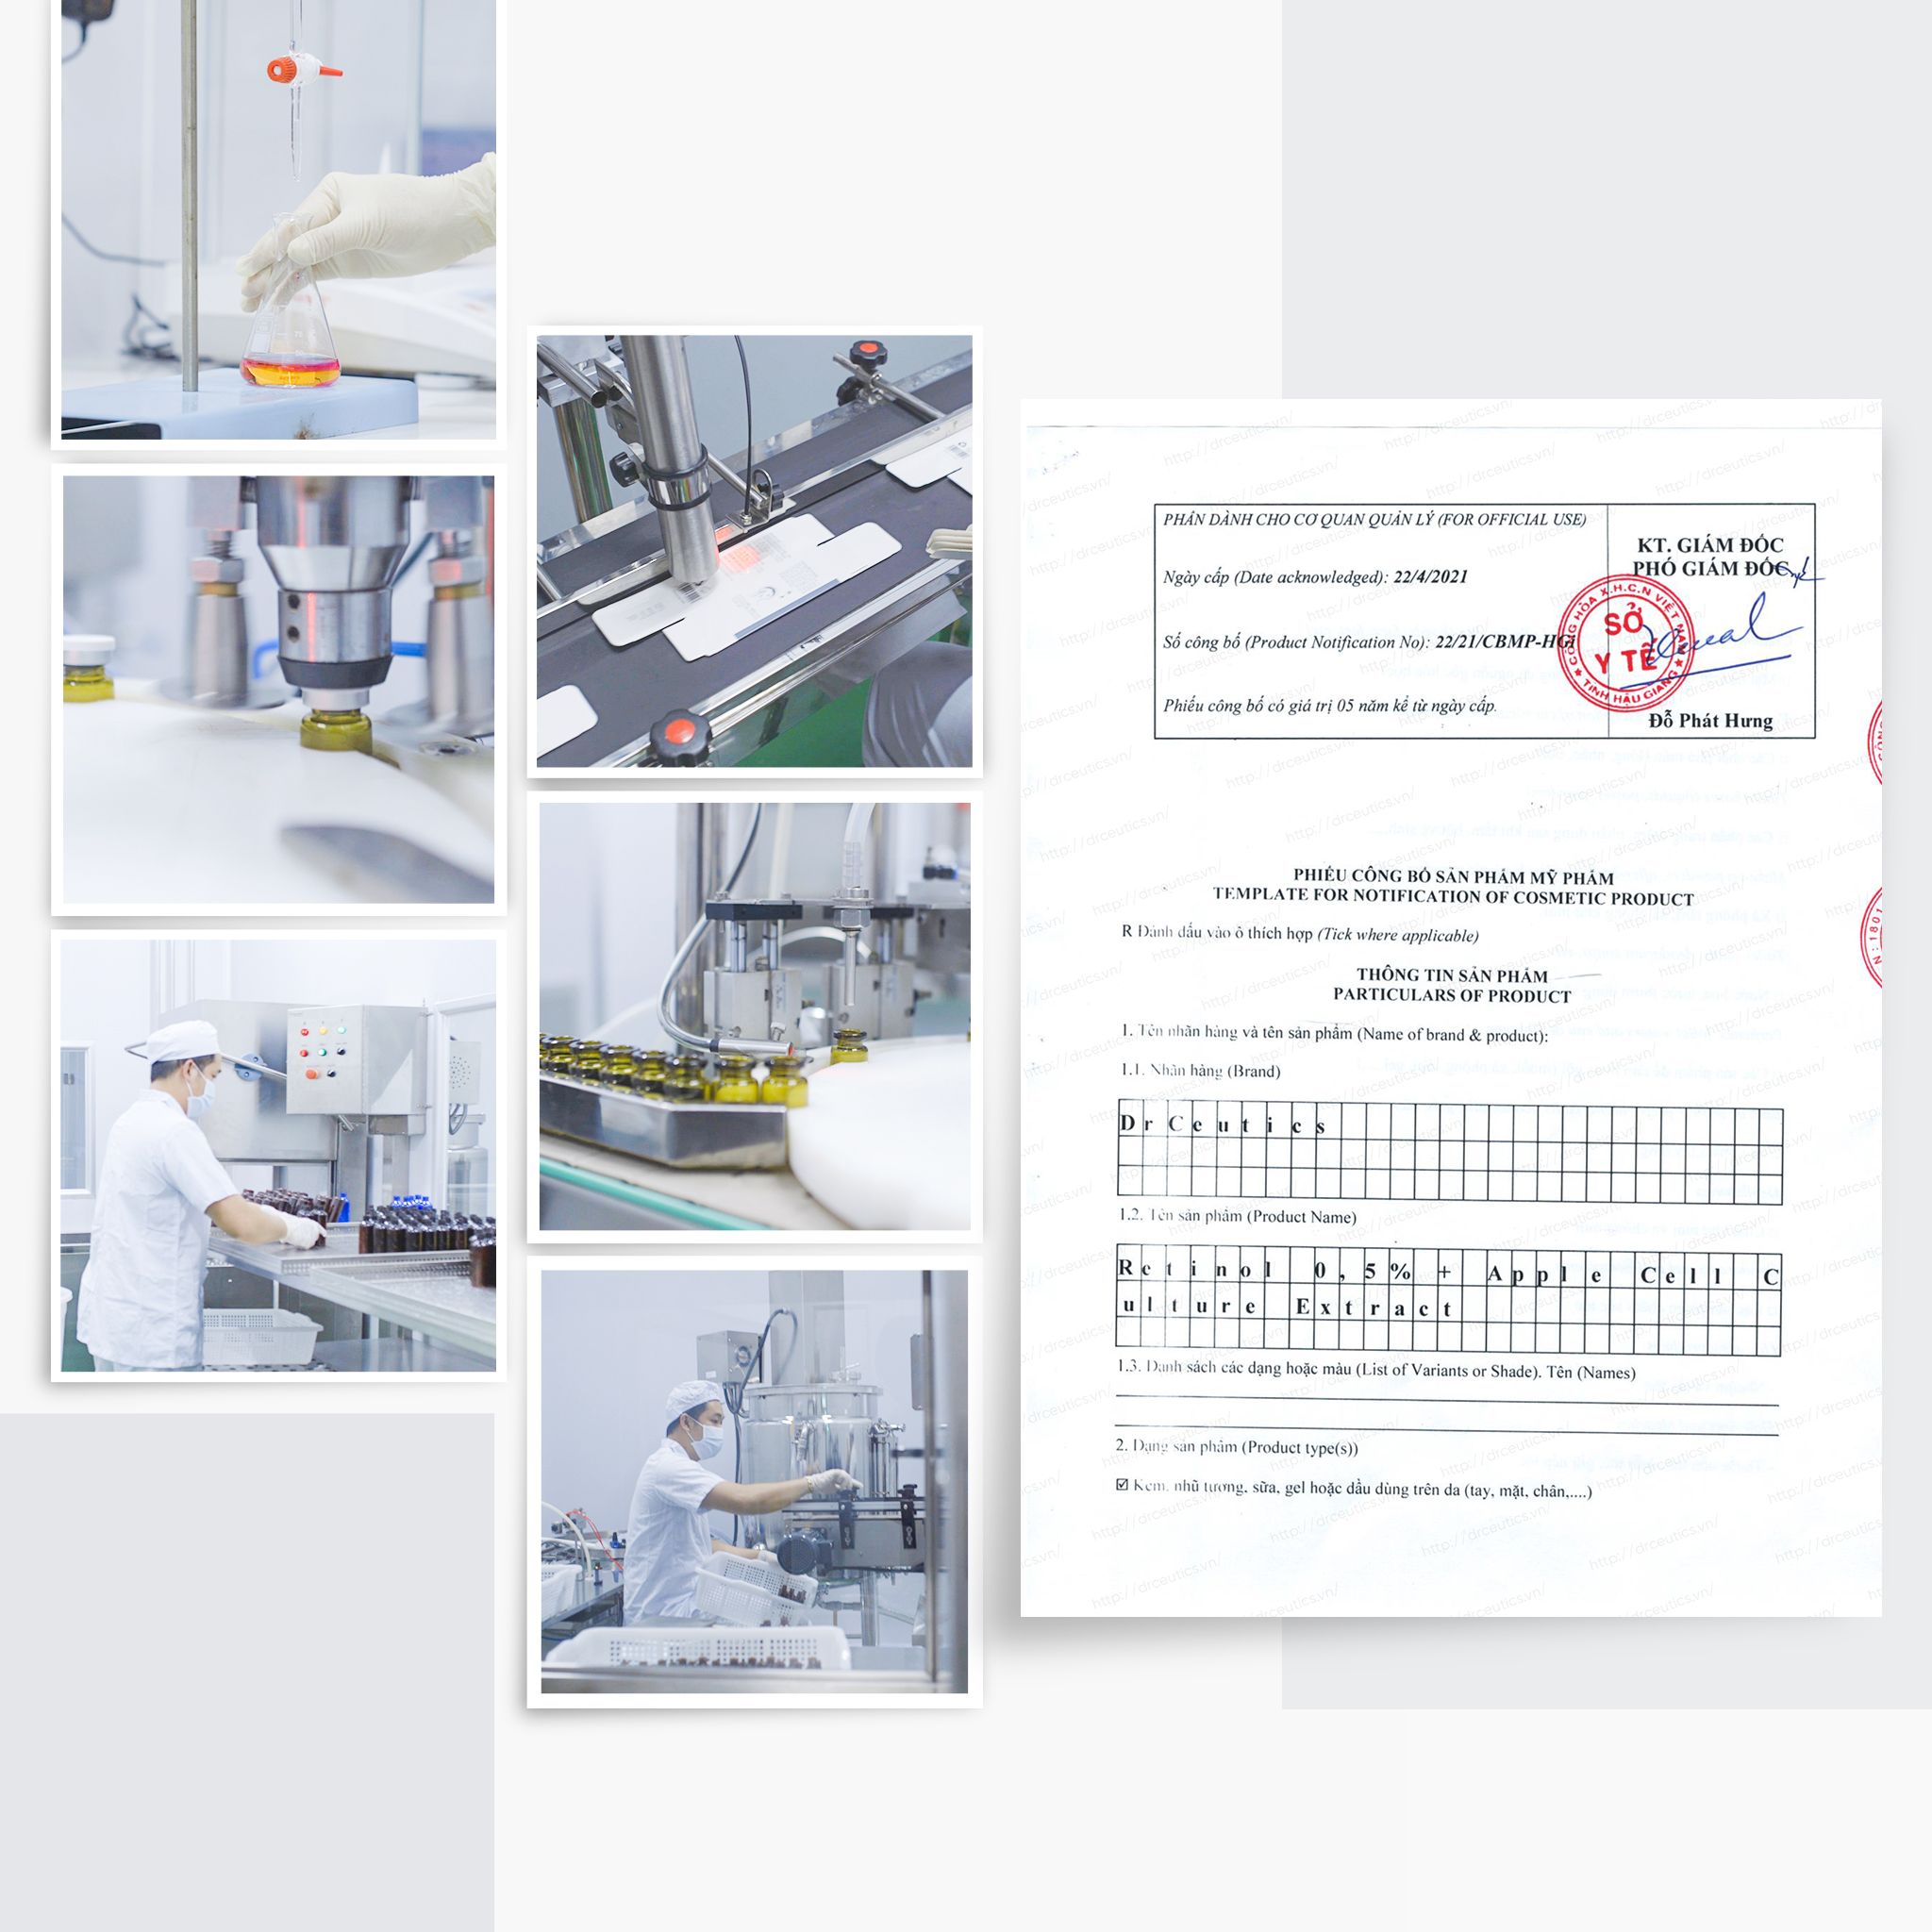 PHẦN DÀNH CHO CƠ QUAN QUẢN LÝ (FOR OFFICIAL USE)
Ngày cấp (Date acknowledged): 22/4/2021
Số công bố (Product Notification No): 22/21/CBMP-HG
Phiếu công bố có giá trị 05 năm kể từ ngày cấp.
KT. GIÁM ĐỐC
PHÓ GIÁM ĐỐC
CỘNG HÒA X.H.C.N VIỆT NAM
SỞ
Y TẾ
TỈNH HẬU GIANG
Đỗ Phát Hưng
PHIẾU CÔNG BỐ SẢN PHẨM MỸ PHẨM
TEMPLATE FOR NOTIFICATION OF COSMETIC PRODUCT
R Đánh dấu vào ô thích hợp (Tick where applicable)
THÔNG TIN SẢN PHẨM
PARTICULARS OF PRODUCT
1. Tên nhãn hàng và tên sản phẩm (Name of brand & product):
1.1. Nhãn hàng (Brand)
DrCeutics
1.2. Tên sản phẩm (Product Name)
Retinol 0,5% + Apple Cell C
ulture Extract
1.3. Danh sách các dạng hoặc màu (List of Variants or Shade). Tên (Names)
2. Dạng sản phẩm (Product type(s))
☑ Kem, nhũ tương, sữa, gel hoặc dầu dùng trên da (tay, mặt, chân,....)
http://drceutics.vn/